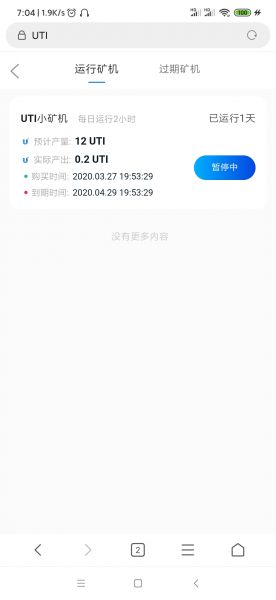 7:04 | 1.9K/s
100
UTI
运行矿机 过期矿机
UTI小矿机 每日运行2小时 已运行1天
预计产量: 12 UTI
实际产出: 0.2 UTI
暂停中
购买时间: 2020.03.27 19:53:29
到期时间: 2020.04.29 19:53:29
没有更多内容
2